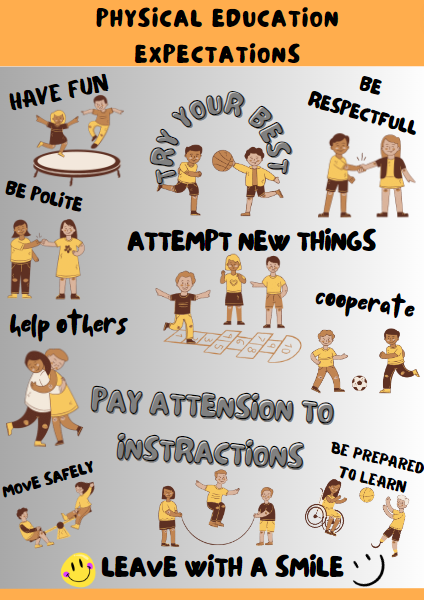 PHYSICAL EDUCATION
EXPECTATIONS
HAVE FUN
TRY YOUR BEST
BE
RESPECTFULL
BE POLITE
ATTEMPT NEW THINGS
cooperate
help others
PAY ATTENSION TO
INSTRACTIONS
MOVE SAFELY
BE PREPARED
TO LEARN
LEAVE WITH A SMILE